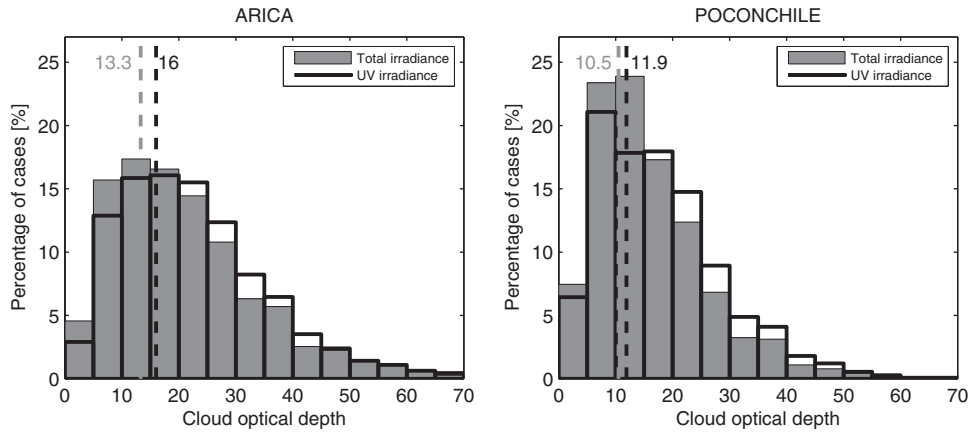 ARICA
25
20
15
10
5
0
Percentage of cases [%]
13.3
16
Total irradiance
UV irradiance
0 10 20 30 40 50 60 70
Cloud optical depth
POCONCHILE
25
20
15
10
5
0
Percentage of cases [%]
10.5
11.9
Total irradiance
UV irradiance
0 10 20 30 40 50 60 70
Cloud optical depth